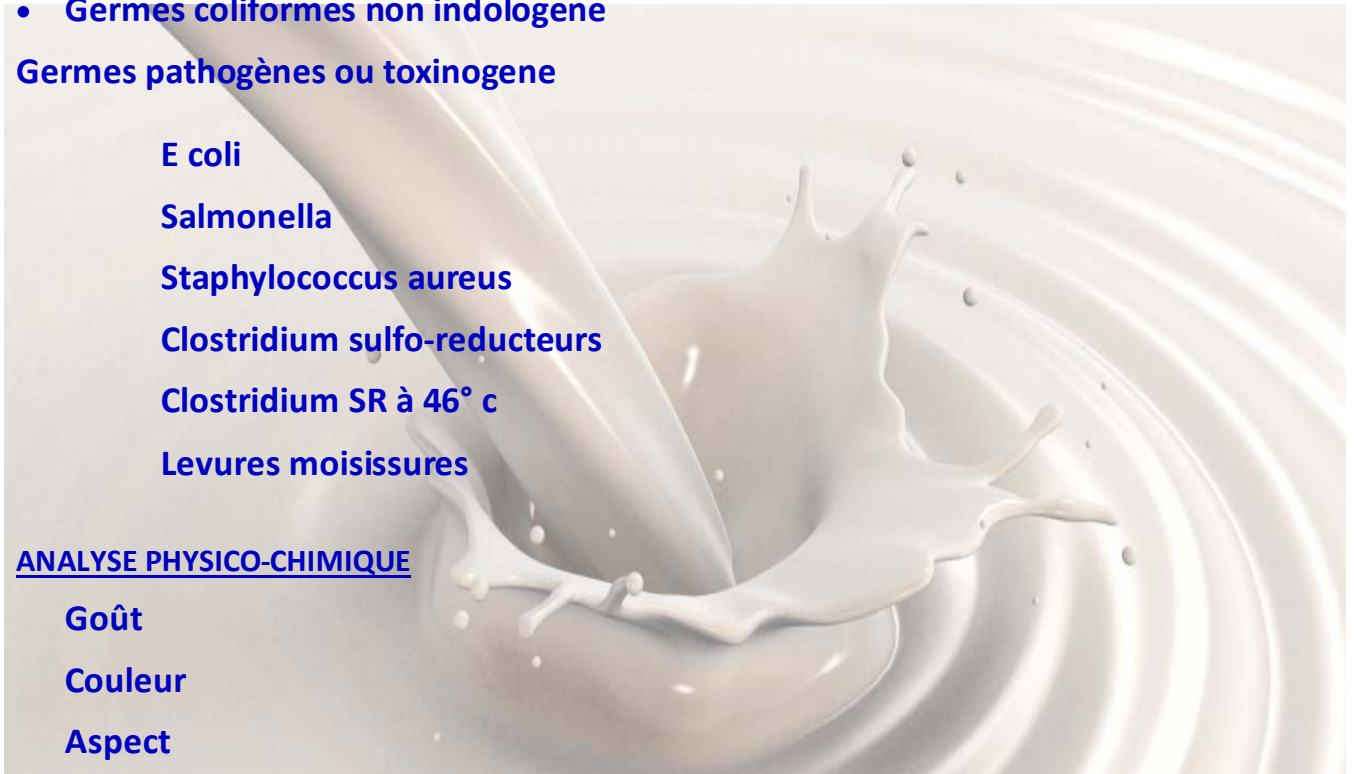 • Germes coliformes non indologene
Germes pathogènes ou toxinogene
E coli
Salmonella
Staphylococcus aureus
Clostridium sulfo-reducteurs
Clostridium SR à 46° c
Levures moisissures
ANALYSE PHYSICO-CHIMIQUE
Goût
Couleur
Aspect